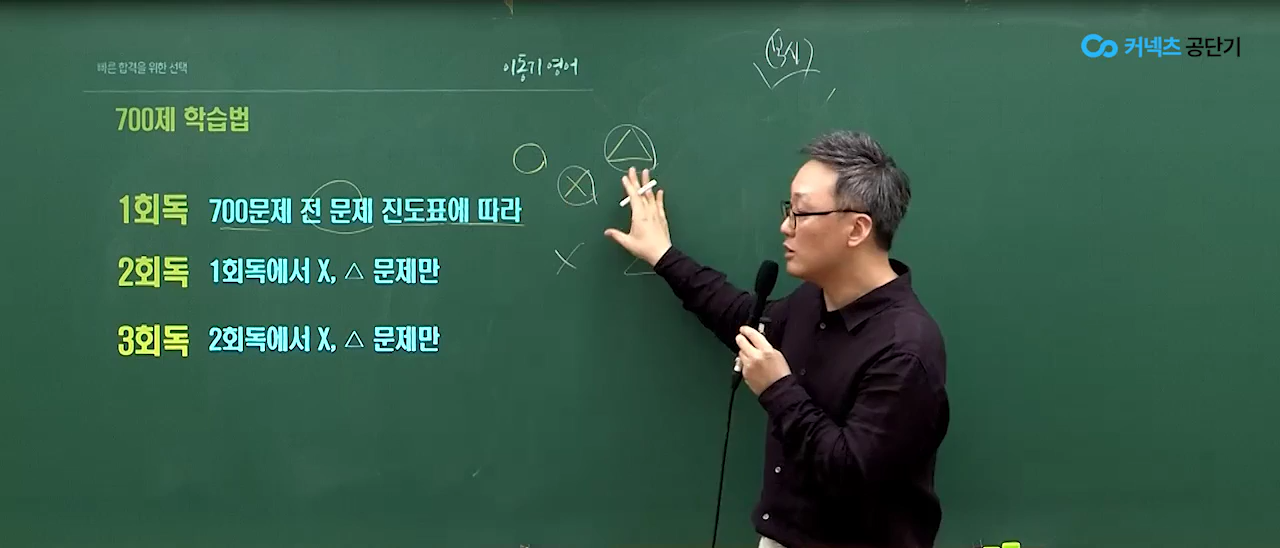 커넥츠 공단기
(복습)
빠른 합격을 위한 선택
이동기 영어
700제 학습법
1회독 700문제 전 문제 진도표에 따라
2회독 1회독에서 X, △ 문제만
3회독 2회독에서 X, △ 문제만
○ X △
X △